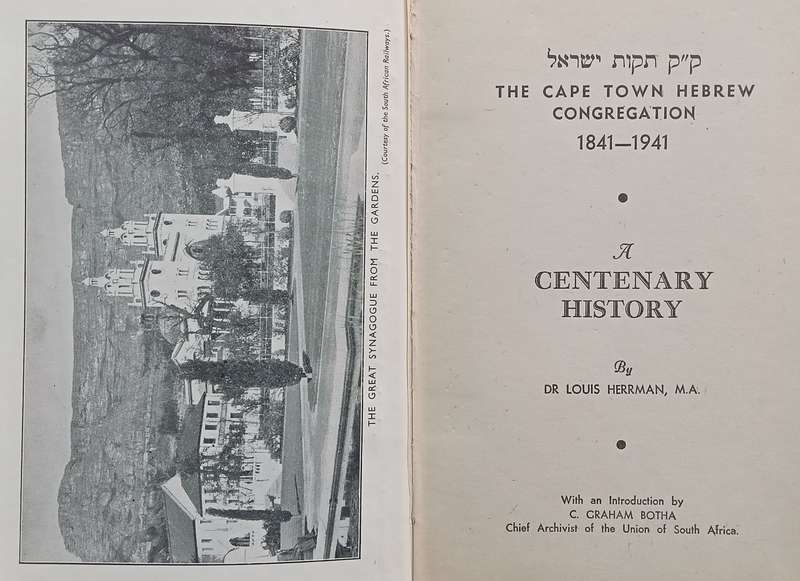 THE GREAT SYNAGOGUE FROM THE GARDENS.
(Courtesy of the South African Railways.)
ק״ק תקות ישראל
THE CAPE TOWN HEBREW
CONGREGATION
1841—1941
A
CENTENARY
HISTORY
By
DR LOUIS HERRMAN, M.A.
With an Introduction by
C. GRAHAM BOTHA
Chief Archivist of the Union of South Africa.